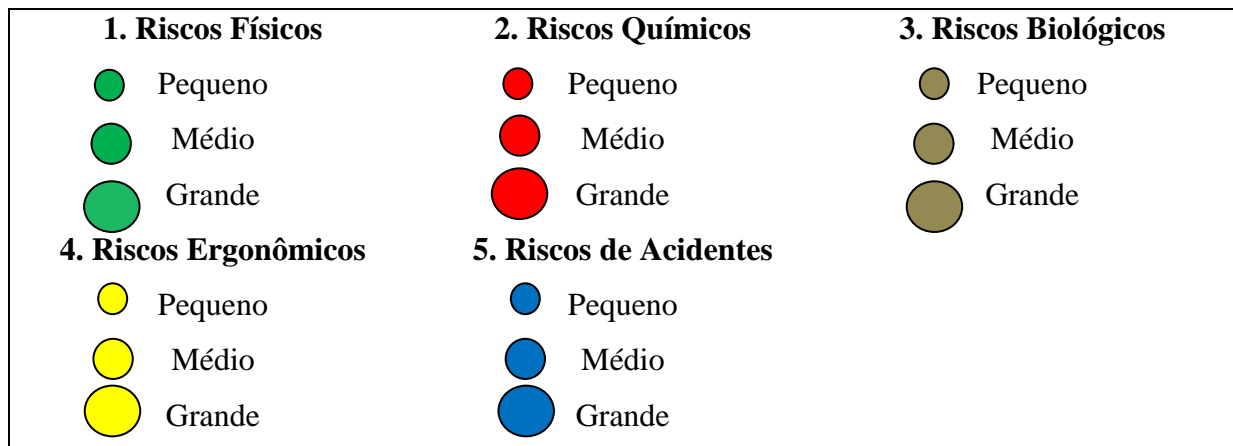 1. Riscos Físicos 2. Riscos Químicos 3. Riscos Biológicos
Pequeno Pequeno Pequeno
Médio Médio Médio
Grande Grande Grande
4. Riscos Ergonômicos 5. Riscos de Acidentes
Pequeno Pequeno
Médio Médio
Grande Grande